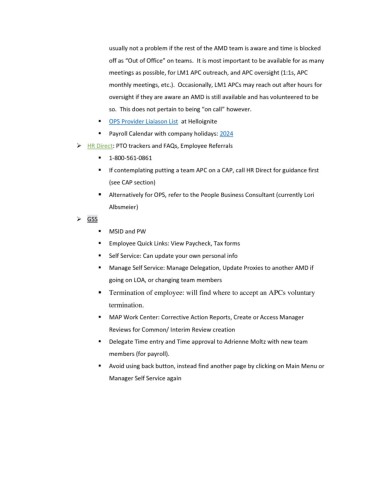 usually not a problem if the rest of the AMD team is aware and time is blocked
off as "Out of Office" on teams.  It is most important to be available for as many
meetings as possible, for LM1 APC outreach, and APC oversight (1:1s, APC
monthly meetings, etc.).  Occasionally, LM1 APCs may reach out after hours for
oversight if they are aware an AMD is still available and has volunteered to be
so.  This does not pertain to being "on call" however.
▪ OPS Provider Liaison List at Helloignite
▪ Payroll Calendar with company holidays: 2024
➢ HR Direct: PTO trackers and FAQs, Employee Referrals
▪ 1-800-561-0861
▪ If contemplating putting a team APC on a CAP, call HR Direct for guidance first
(see CAP section)
▪ Alternatively for OPS, refer to the People Business Consultant (currently Lori
Albsmeier)
➢ GSS
▪ MSID and PW
▪ Employee Quick Links: View Paycheck, Tax forms
▪ Self Service: Can update your own personal info
▪ Manage Self Service: Manage Delegation, Update Proxies to another AMD if
going on LOA, or changing team members
▪ Termination of employee: will find where to accept an APCs voluntary
termination.
▪ MAP Work Center: Corrective Action Reports, Create or Access Manager
Reviews for Common/ Interim Review creation
▪ Delegate Time entry and Time approval to Adrienne Moltz with new team
members (for payroll).
▪ Avoid using back button, instead find another page by clicking on Main Menu or
Manager Self Service again